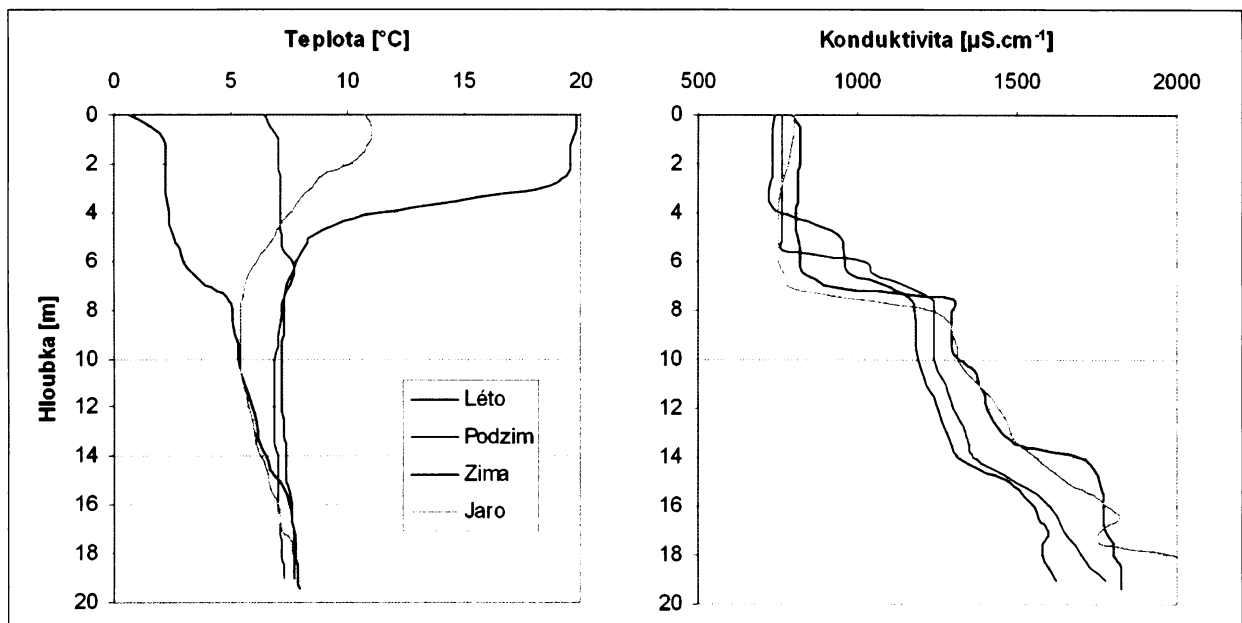 Teplota [°C]
0 5 10 15 20
Hloubka [m]
0
2
4
6
8
10
12
14
16
18
20
Léto
Podzim
Zima
Jaro
Konduktivita [µS.cm⁻¹]
500 1000 1500 2000
0
2
4
6
8
10
12
14
16
18
20